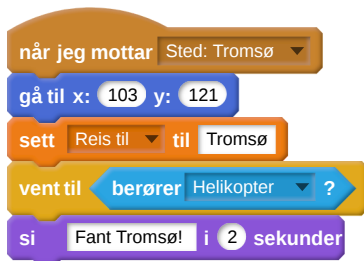 når jeg mottar Sted: Tromsø
gå til x: 103 y: 121
sett Reis til til Tromsø
vent til berører Helikopter ?
si Fant Tromsø! i 2 sekunder